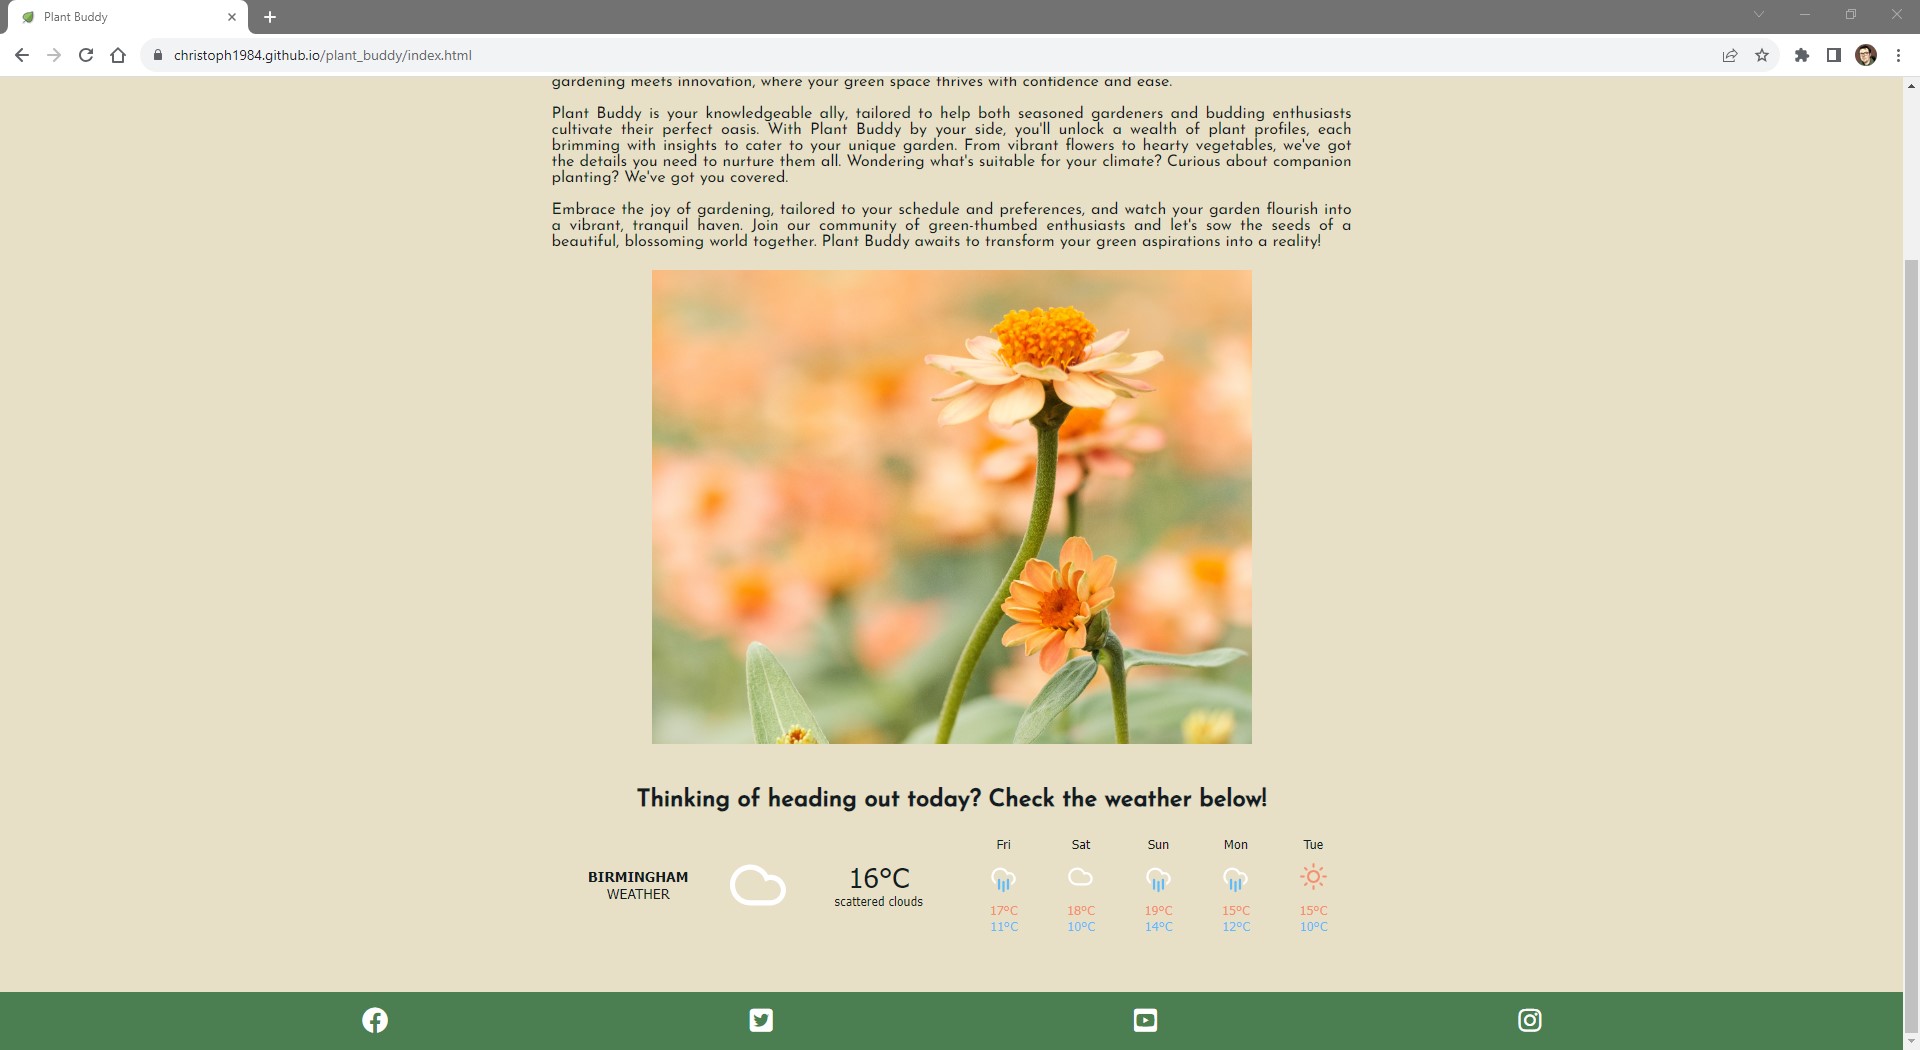 Plant Buddy
christoph1984.github.io/plant_buddy/index.html
gardening meets innovation, where your green space thrives with confidence and ease.
Plant Buddy is your knowledgeable ally, tailored to help both seasoned gardeners and budding enthusiasts
cultivate their perfect oasis. With Plant Buddy by your side, you'll unlock a wealth of plant profiles, each
brimming with insights to cater to your unique garden. From vibrant flowers to hearty vegetables, we've got
the details you need to nurture them all. Wondering what's suitable for your climate? Curious about companion
planting? We've got you covered.
Embrace the joy of gardening, tailored to your schedule and preferences, and watch your garden flourish into
a vibrant, tranquil haven. Join our community of green-thumbed enthusiasts and let's sow the seeds of a
beautiful, blossoming world together. Plant Buddy awaits to transform your green aspirations into a reality!
Thinking of heading out today? Check the weather below!
BIRMINGHAM
WEATHER
16°C
scattered clouds
Fri Sat Sun Mon Tue
17°C 18°C 19°C 15°C 15°C
11°C 10°C 14°C 12°C 10°C